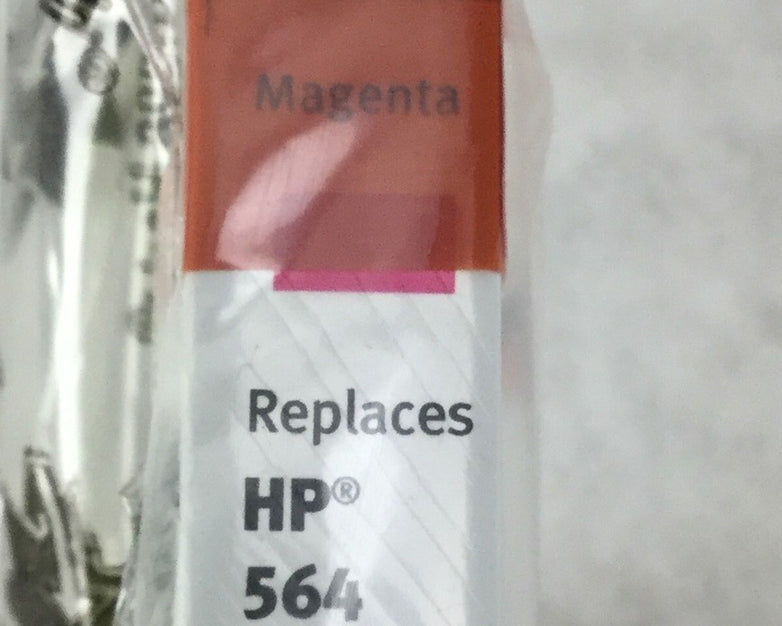 Magenta
Replaces
HP®
564